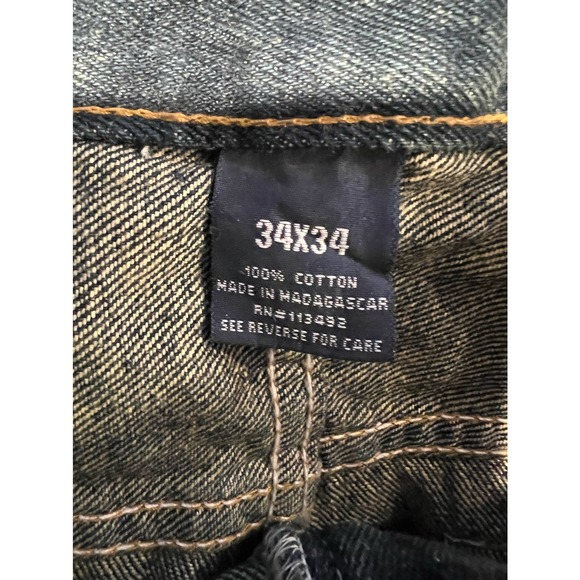 34X34
100% COTTON
MADE IN MADAGASCAR
RN#113492
SEE REVERSE FOR CARE